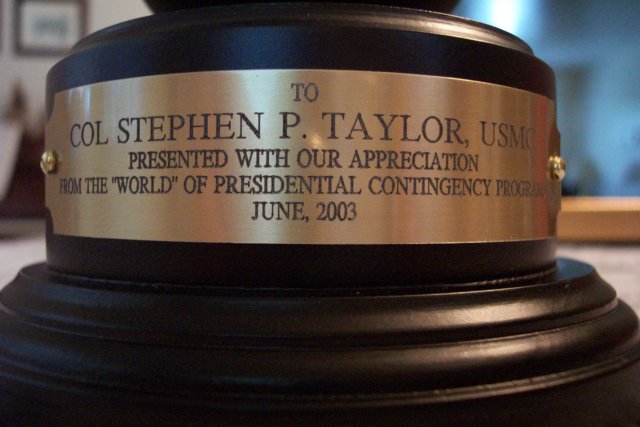 TO
COL STEPHEN P. TAYLOR, USMC
PRESENTED WITH OUR APPRECIATION
FROM THE "WORLD" OF PRESIDENTIAL CONTINGENCY PROGRAMS
JUNE, 2003